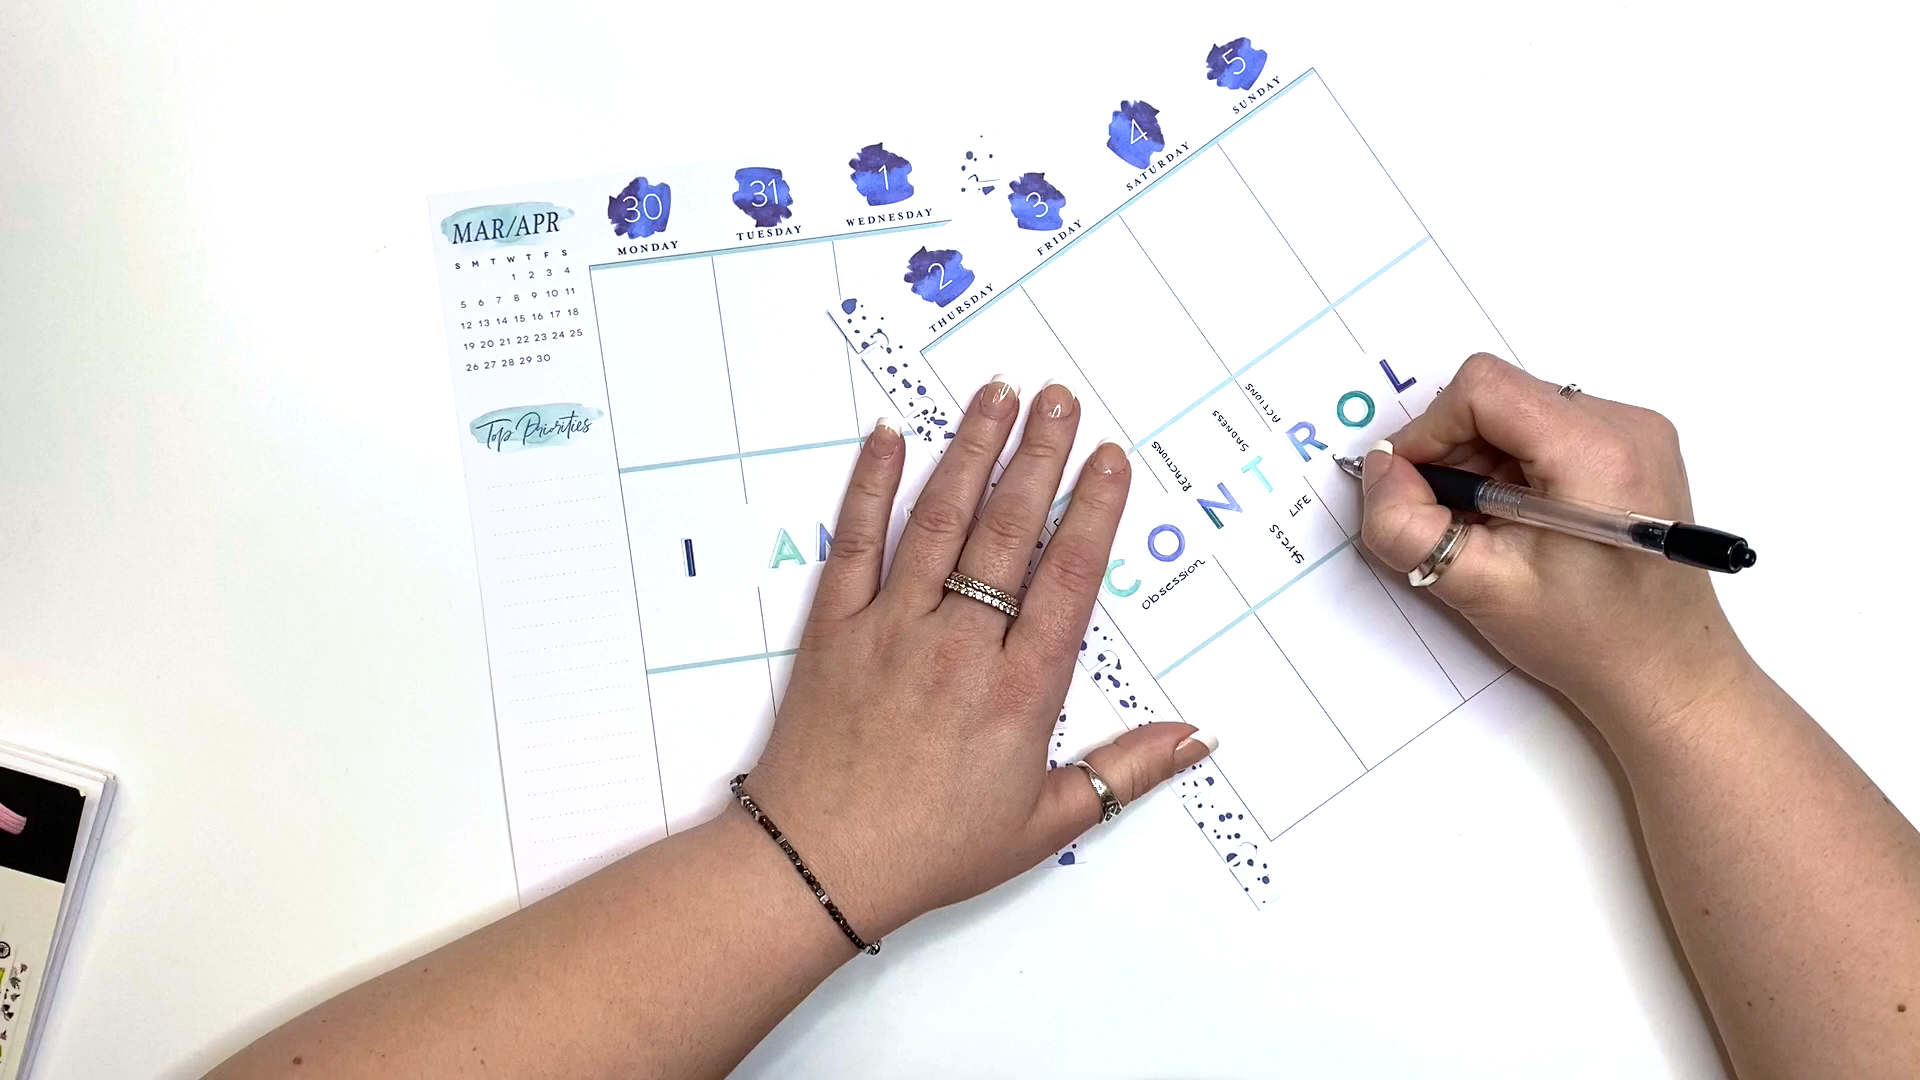 MAR/APR
S M T W T F S
1 2 3 4
5 6 7 8 9 10 11
12 13 14 15 16 17 18
19 20 21 22 23 24 25
26 27 28 29 30
Top Priorities
30
MONDAY
31
TUESDAY
1
WEDNESDAY
2
THURSDAY
3
FRIDAY
4
SATURDAY
5
SUNDAY
I AM
CONTROL
REACTIONS
SADNESS
ACTIONS
Obsession
Stress
LIFE